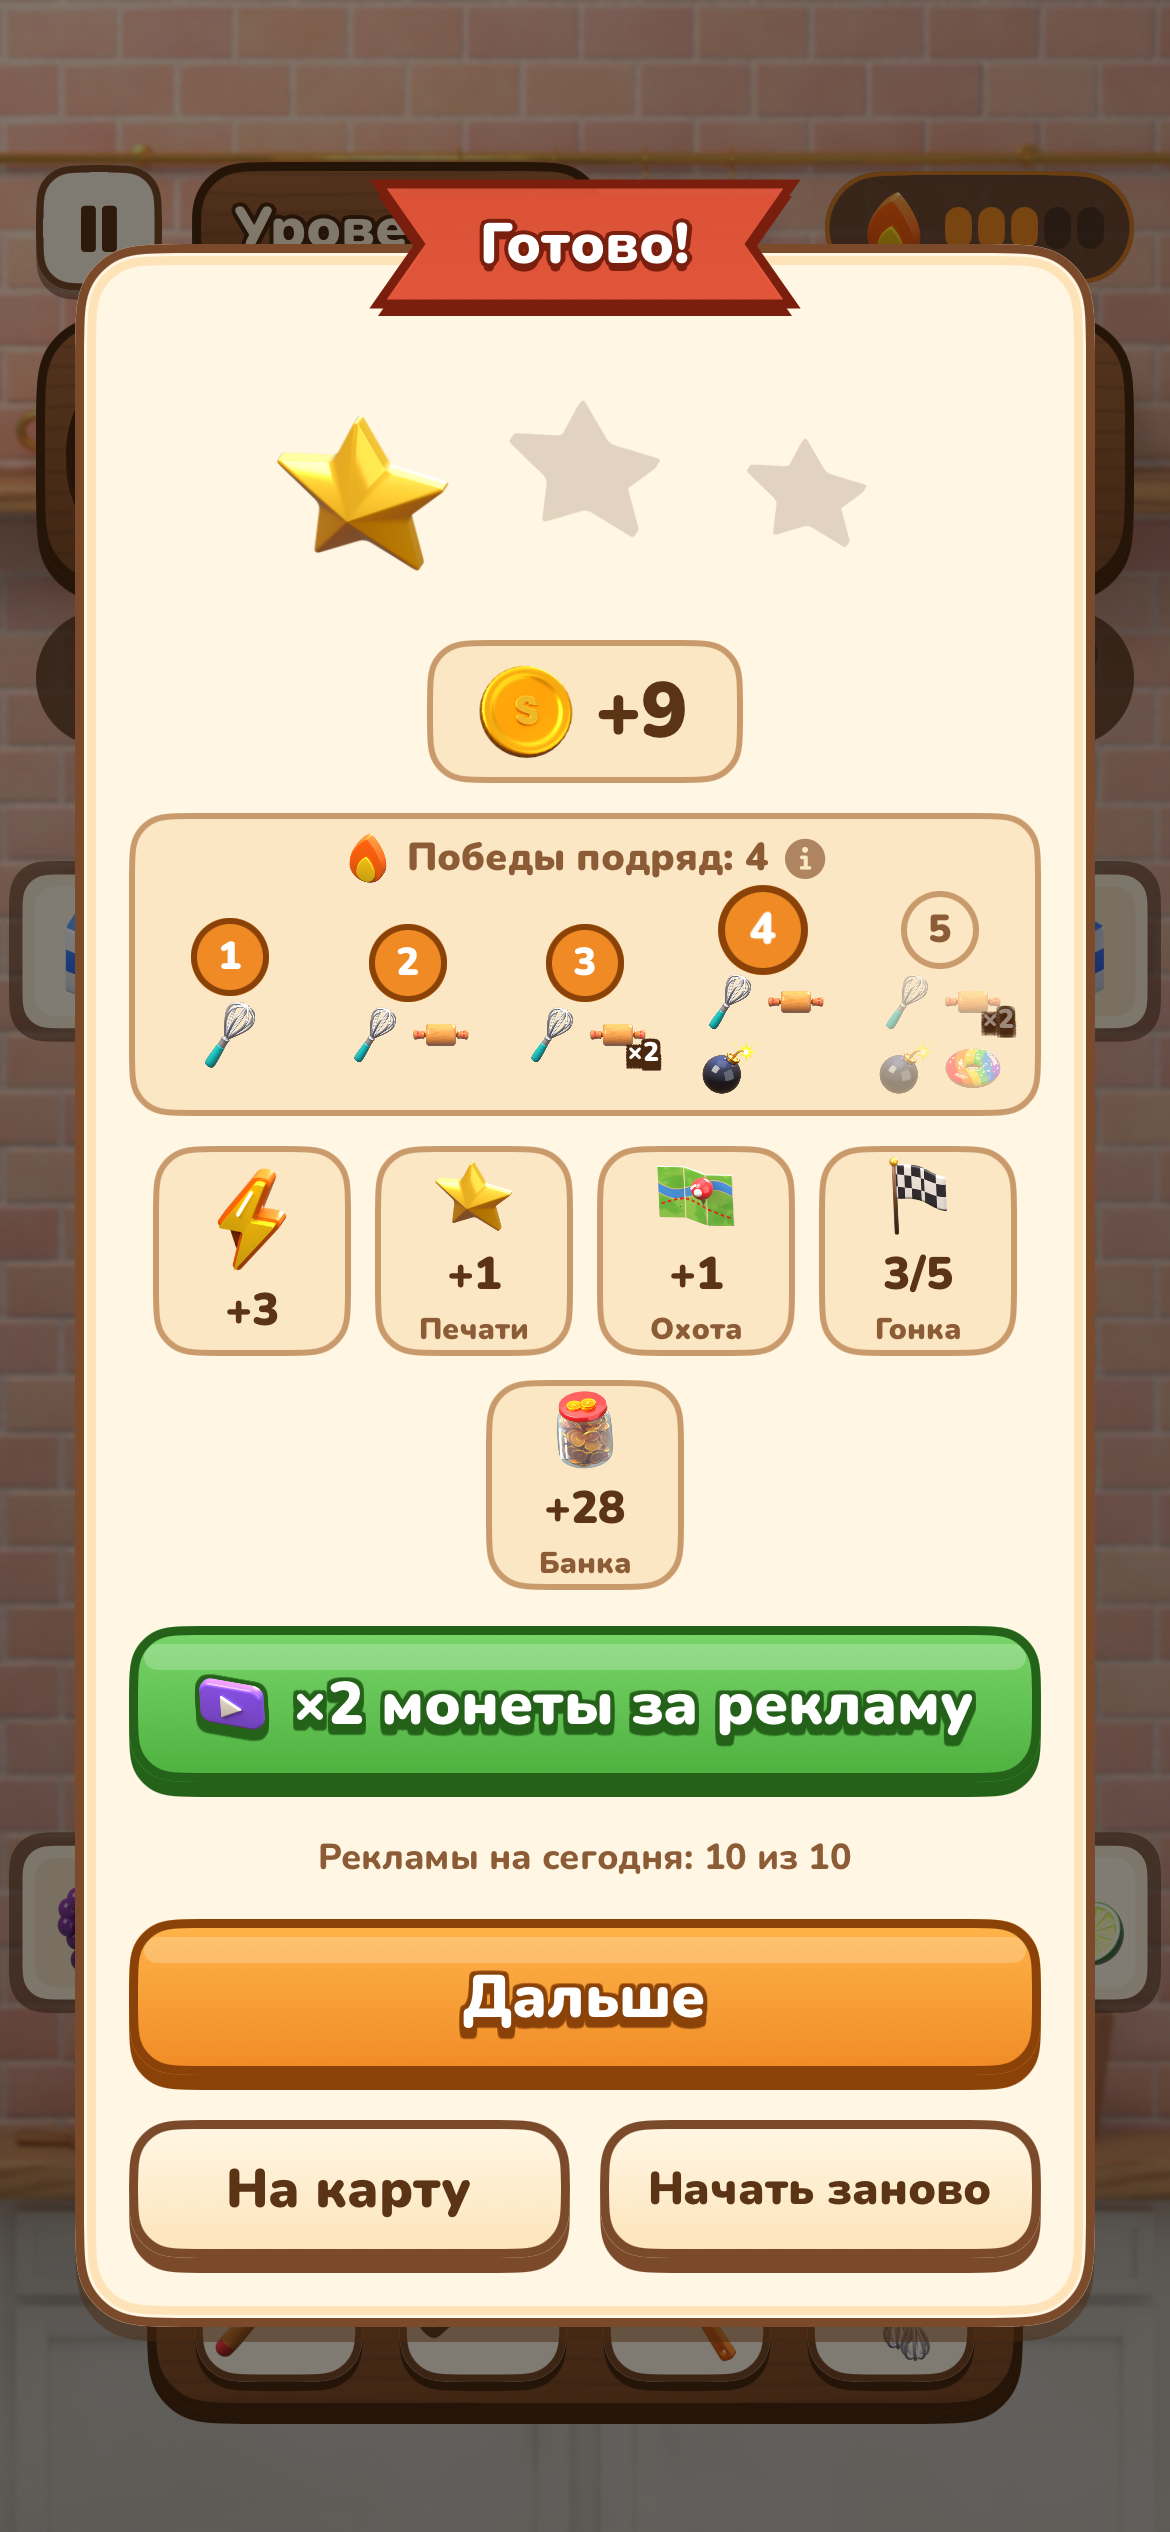 Урове
Готово!
+9
Победы подряд: 4
1
2
3
4
5
×2
×2
+3
+1
Печати
+1
Охота
3/5
Гонка
+28
Банка
×2 монеты за рекламу
Рекламы на сегодня: 10 из 10
Дальше
На карту
Начать заново